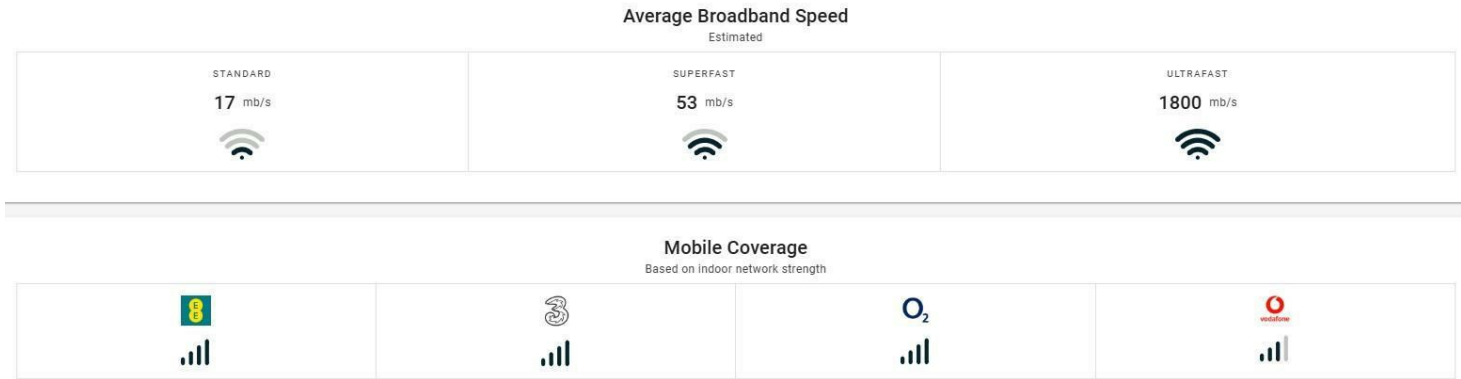 Average Broadband Speed
Estimated
STANDARD
17 mb/s
SUPERFAST
53 mb/s
ULTRAFAST
1800 mb/s
Mobile Coverage
Based on indoor network strength
EE
3
O2
vodafone